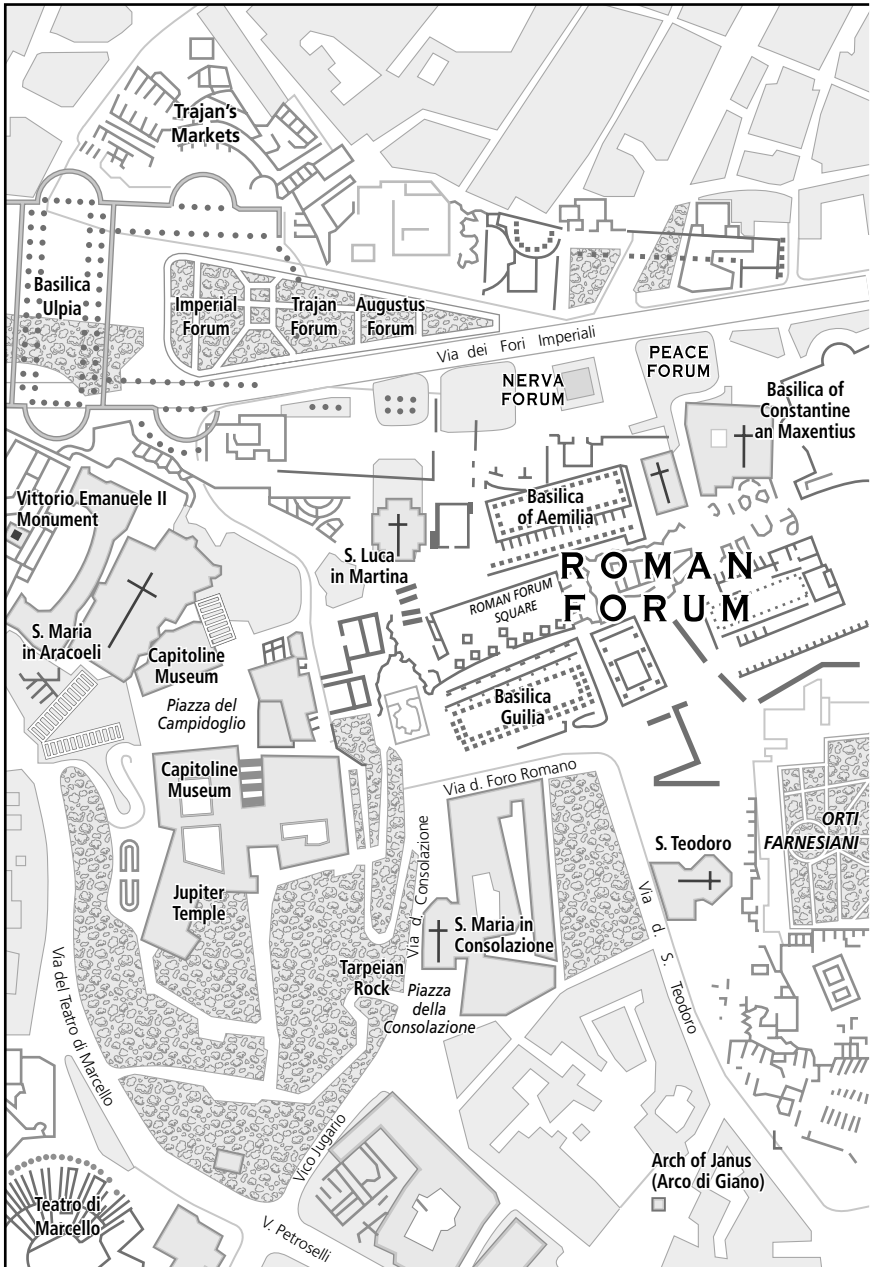 Trajan's
Markets
Basilica
Ulpia
Imperial
Forum
Trajan
Forum
Augustus
Forum
Via dei Fori Imperiali
NERVA
FORUM
PEACE
FORUM
Basilica of
Constantine
an Maxentius
Vittorio Emanuele II
Monument
Basilica
of Aemilia
S. Luca
in Martina
ROMAN
FORUM
ROMAN FORUM
SQUARE
S. Maria
in Aracoeli
Capitoline
Museum
Piazza del
Campidoglio
Basilica
Guilia
Capitoline
Museum
Via d. Foro Romano
ORTI
FARNESIANI
S. Teodoro
Jupiter
Temple
Via d. Consolazione
S. Maria in
Consolazione
Via d. S. Teodoro
Tarpeian
Rock
Piazza
della
Consolazione
Via del Teatro di Marcello
Vico Jugario
Arch of Janus
(Arco di Giano)
Teatro di
Marcello
V. Petroselli